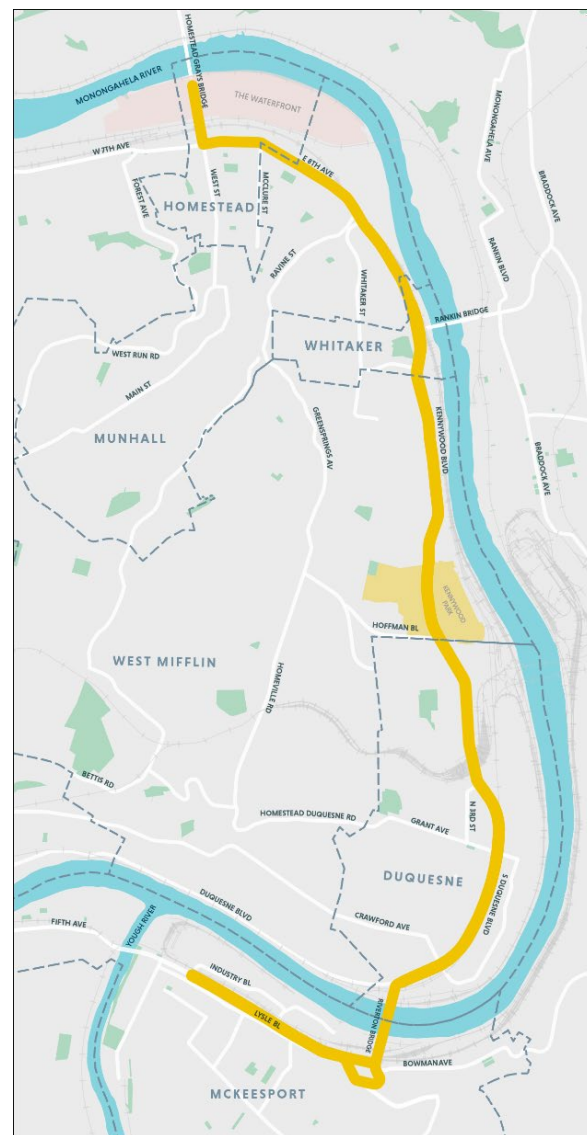 HOMESTEAD GRAYS BRIDGE
MONONGAHELA RIVER
THE WATERFRONT
MONONGAHELA AVE
W 7TH AVE
E 8TH AVE
BRADDOCK AVE
FOREST AVE
WEST ST
MCCLURE ST
HOMESTEAD
RAVINE ST
RANKIN BLVD
WHITAKER ST
RANKIN BRIDGE
WHITAKER
WEST RUN RD
MAIN ST
KENNYWOOD BLVD
GREENSPRINGS AV
MUNHALL
BRADDOCK AVE
KENNYWOOD
PARK
HOFFMAN BL
WEST MIFFLIN
HOMEVILLE RD
BETTIS RD
N 3RD ST
HOMESTEAD DUQUESNE RD
GRANT AVE
DUQUESNE
S DUQUESNE BLVD
DUQUESNE BLVD
CRAWFORD AVE
FIFTH AVE
YOUGH RIVER
INDUSTRY BL
LYSLE BL
RIVERTON BRIDGE
BOWMAN AVE
MCKEESPORT